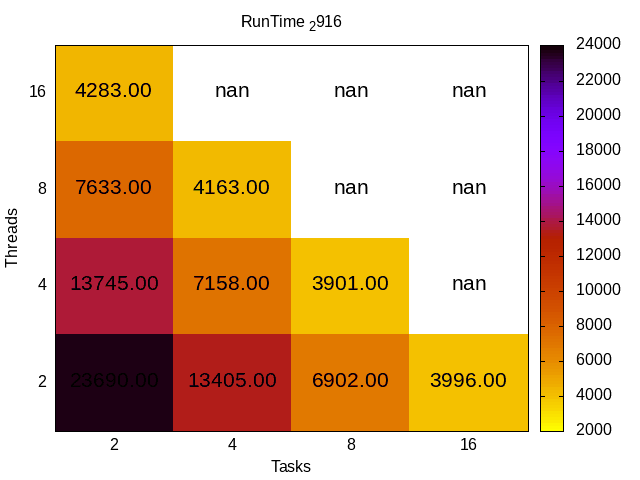 RunTime 2916
24000
22000
20000
18000
16000
14000
12000
10000
8000
6000
4000
2000
Threads
16 4283.00 nan nan nan
8 7633.00 4163.00 nan nan
4 13745.00 7158.00 3901.00 nan
2 23690.00 13405.00 6902.00 3996.00
2 4 8 16
Tasks